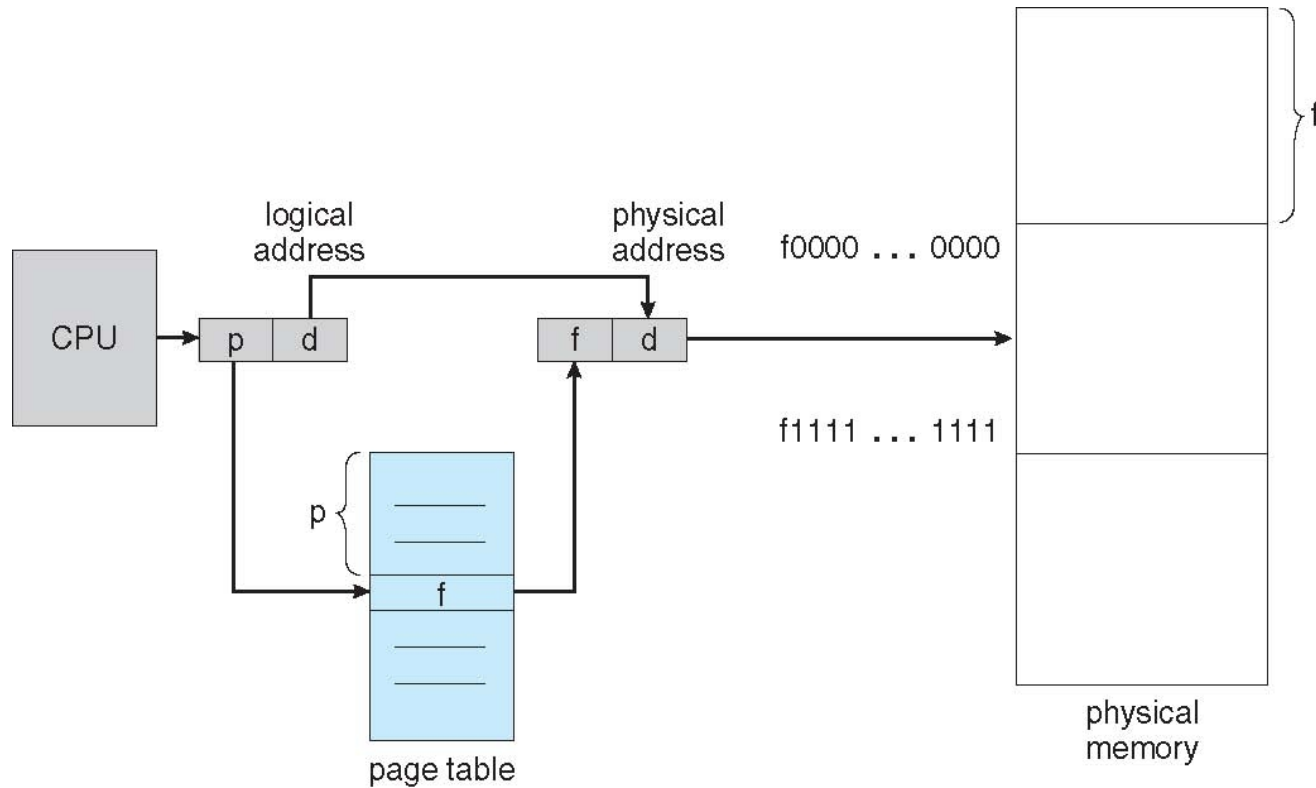 f
logical
address
physical
address
f0000 ... 0000
CPU
p
d
f
d
f1111 ... 1111
p
f
physical
memory
page table